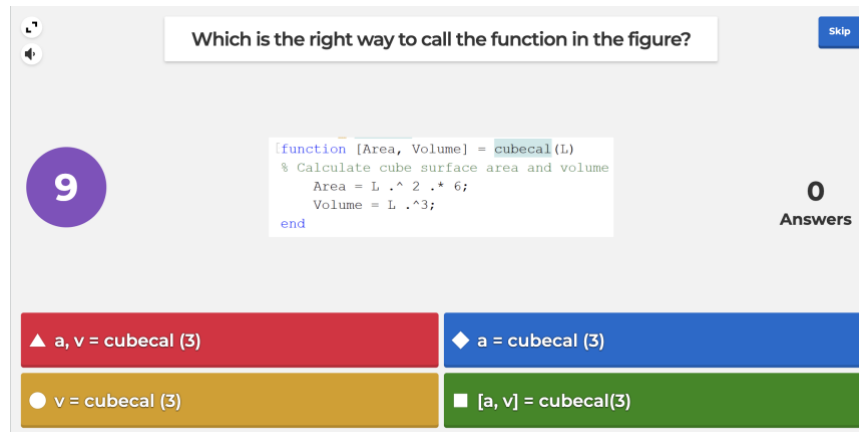 Which is the right way to call the function in the figure?
Skip
9
function [Area, Volume] = cubecal(L)
% Calculate cube surface area and volume
Area = L .^ 2 .* 6;
Volume = L .^3;
end
0
Answers
a, v = cubecal (3)
a = cubecal (3)
v = cubecal (3)
[a, v] = cubecal(3)